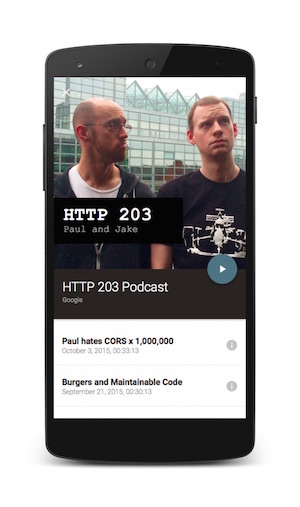 HTTP 203
Paul and Jake
HTTP 203 Podcast
Google
Paul hates CORS x 1,000,000
October 3, 2015, 00:33:13
Burgers and Maintainable Code
September 21, 2015, 00:30:13